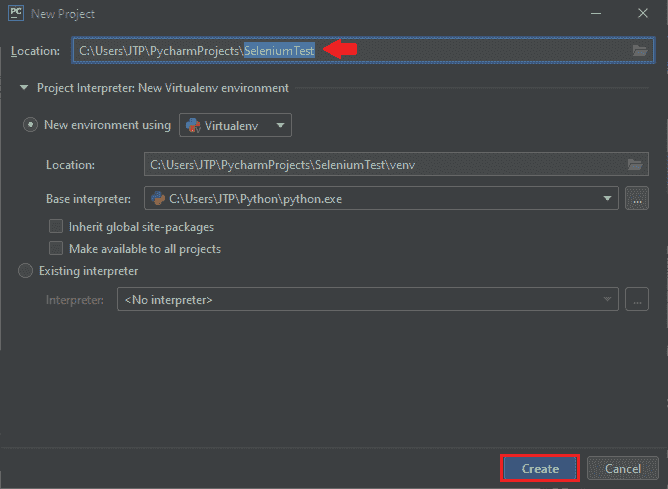 PC New Project
Location: C:\Users\JTP\PycharmProjects\SeleniumTest
Project Interpreter: New Virtualenv environment
New environment using Virtualenv
Location: C:\Users\JTP\PycharmProjects\SeleniumTest\venv
Base interpreter: C:\Users\JTP\Python\python.exe ...
Inherit global site-packages
Make available to all projects
Existing interpreter
Interpreter: <No interpreter> ...
Create Cancel